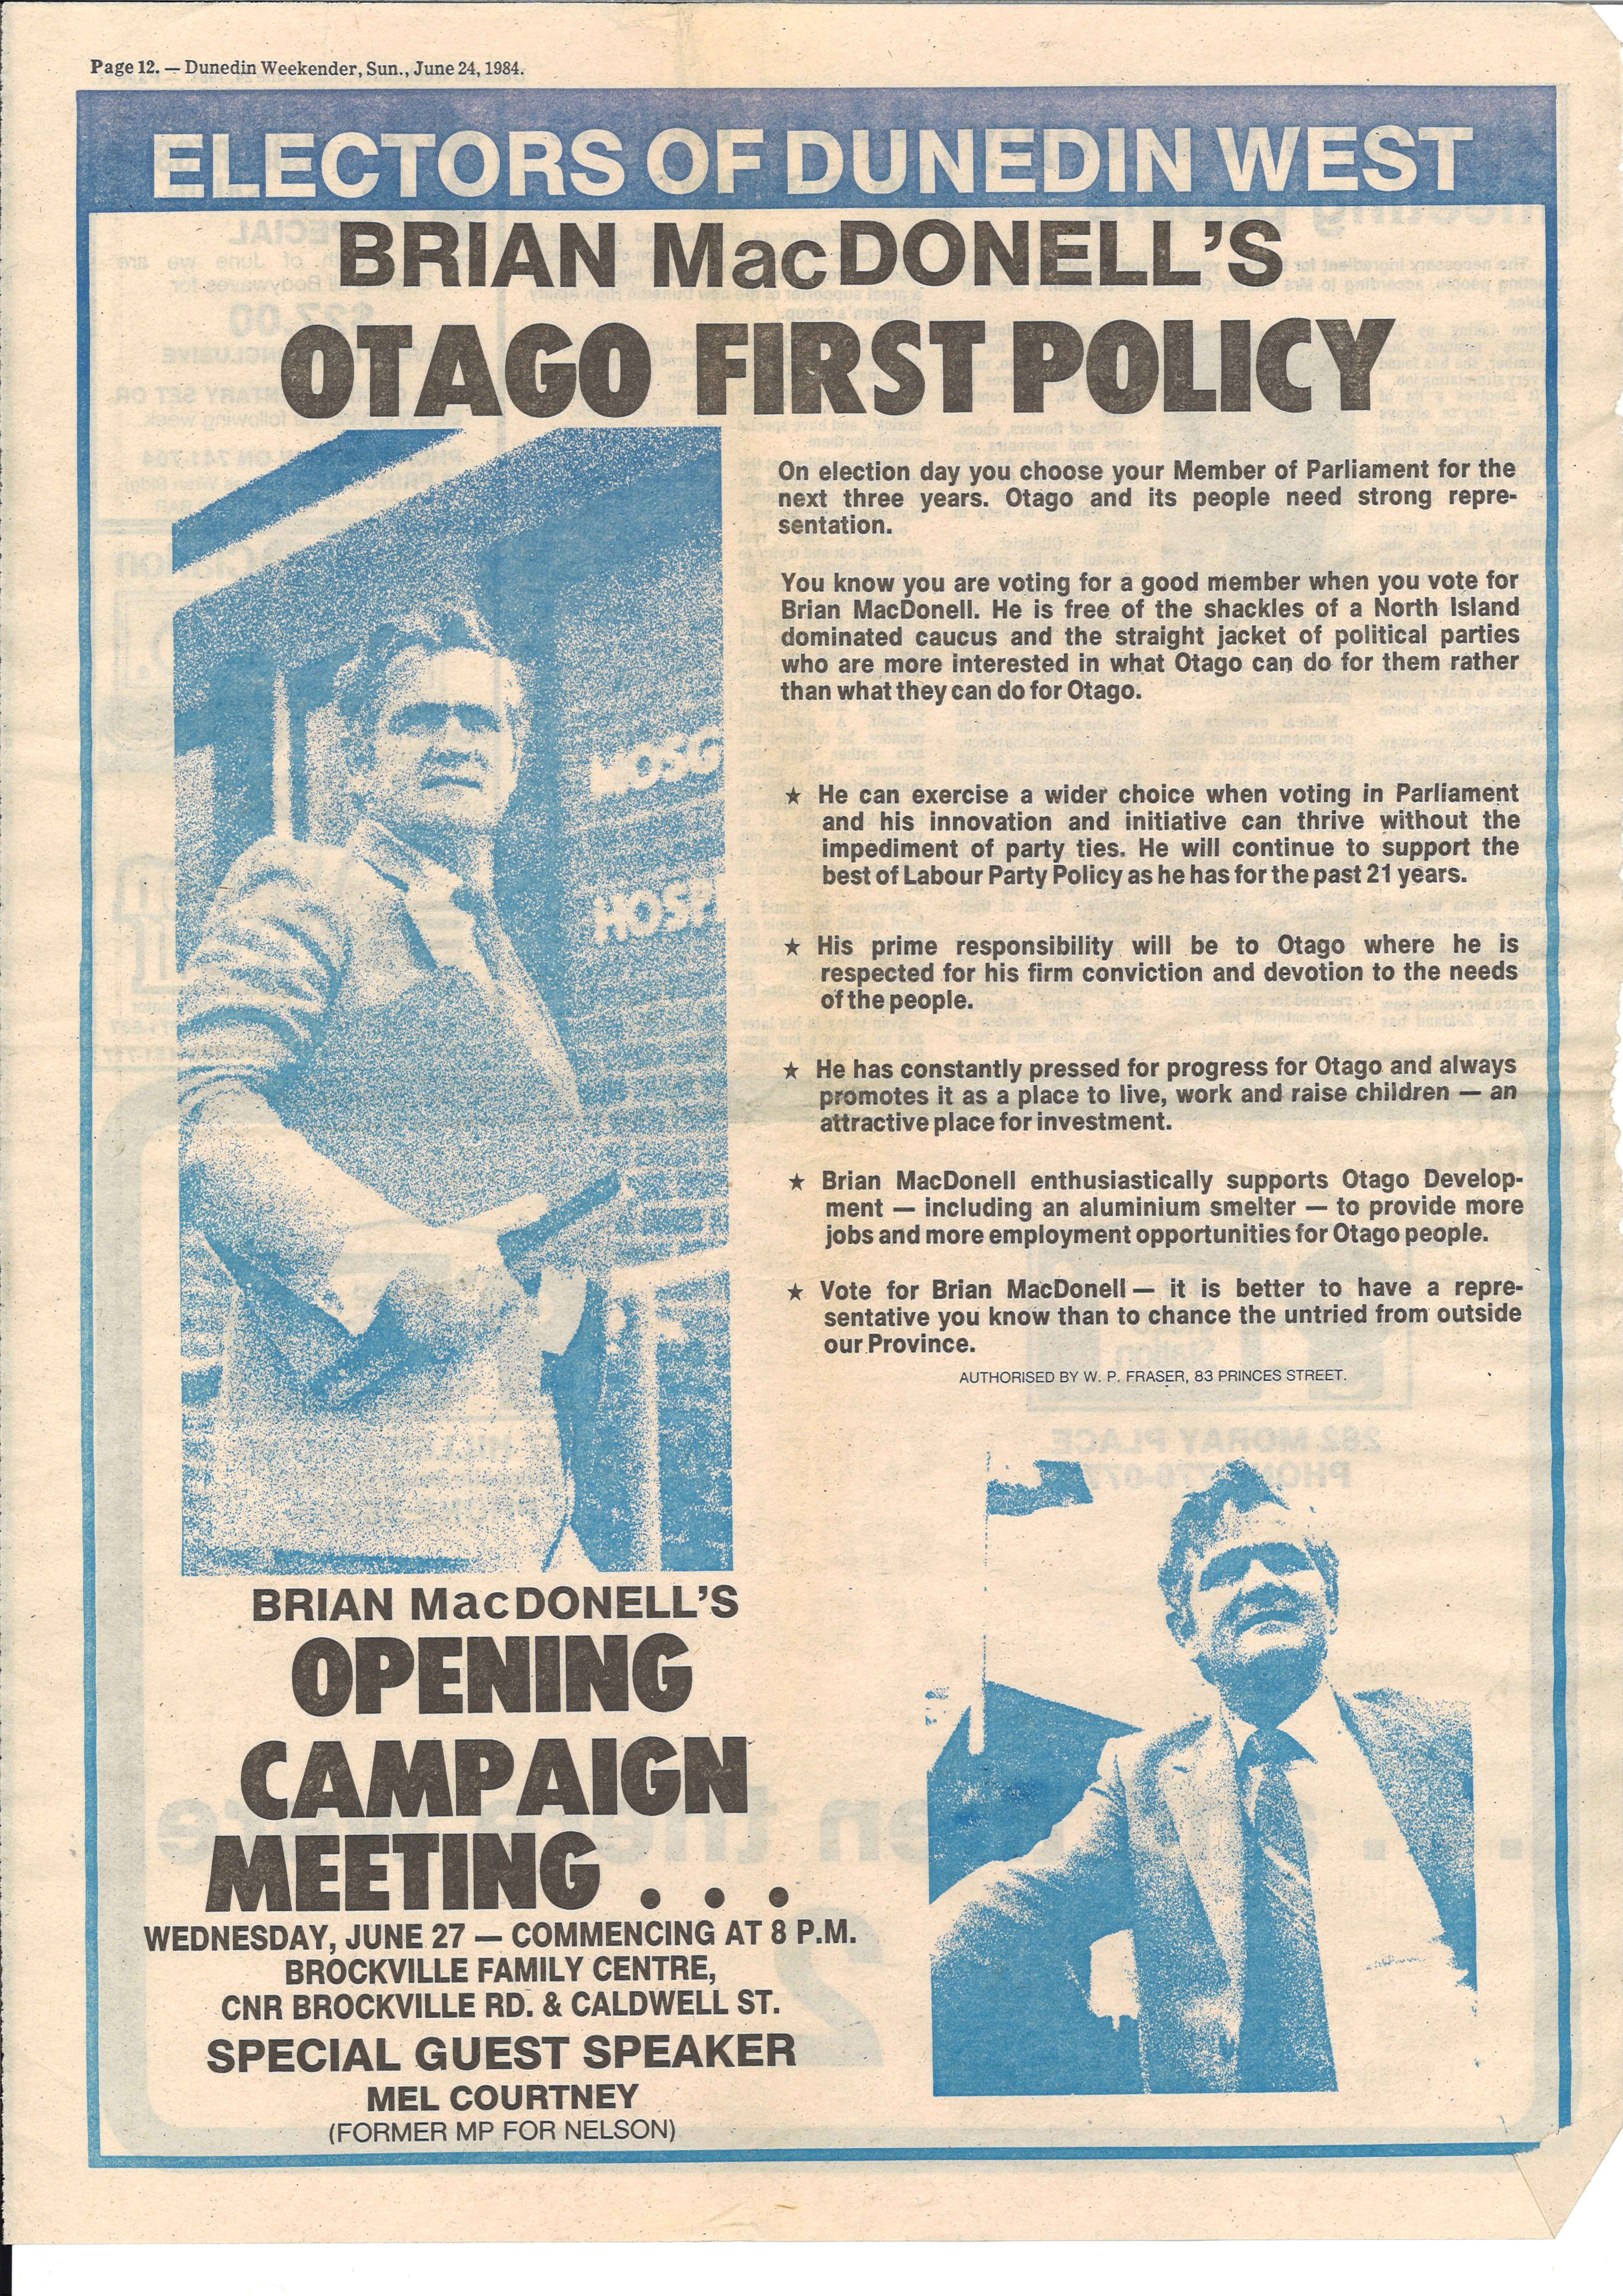 Page 12. — Dunedin Weekender, Sun., June 24, 1984.
ELECTORS OF DUNEDIN WEST
BRIAN MacDONELL'S
OTAGO FIRST POLICY
On election day you choose your Member of Parliament for the
next three years. Otago and its people need strong repre-
sentation.
You know you are voting for a good member when you vote for
Brian MacDonell. He is free of the shackles of a North Island
dominated caucus and the straight jacket of political parties
who are more interested in what Otago can do for them rather
than what they can do for Otago.
★ He can exercise a wider choice when voting in Parliament
and his innovation and initiative can thrive without the
impediment of party ties. He will continue to support the
best of Labour Party Policy as he has for the past 21 years.
★ His prime responsibility will be to Otago where he is
respected for his firm conviction and devotion to the needs
of the people.
★ He has constantly pressed for progress for Otago and always
promotes it as a place to live, work and raise children — an
attractive place for investment.
★ Brian MacDonell enthusiastically supports Otago Develop-
ment — including an aluminium smelter — to provide more
jobs and more employment opportunities for Otago people.
★ Vote for Brian MacDonell — it is better to have a repre-
sentative you know than to chance the untried from outside
our Province.
AUTHORISED BY W. P. FRASER, 83 PRINCES STREET.
MOSG
HOSP
BRIAN MacDONELL'S
OPENING
CAMPAIGN
MEETING . . .
WEDNESDAY, JUNE 27 — COMMENCING AT 8 P.M.
BROCKVILLE FAMILY CENTRE,
CNR BROCKVILLE RD. & CALDWELL ST.
SPECIAL GUEST SPEAKER
MEL COURTNEY
(FORMER MP FOR NELSON)